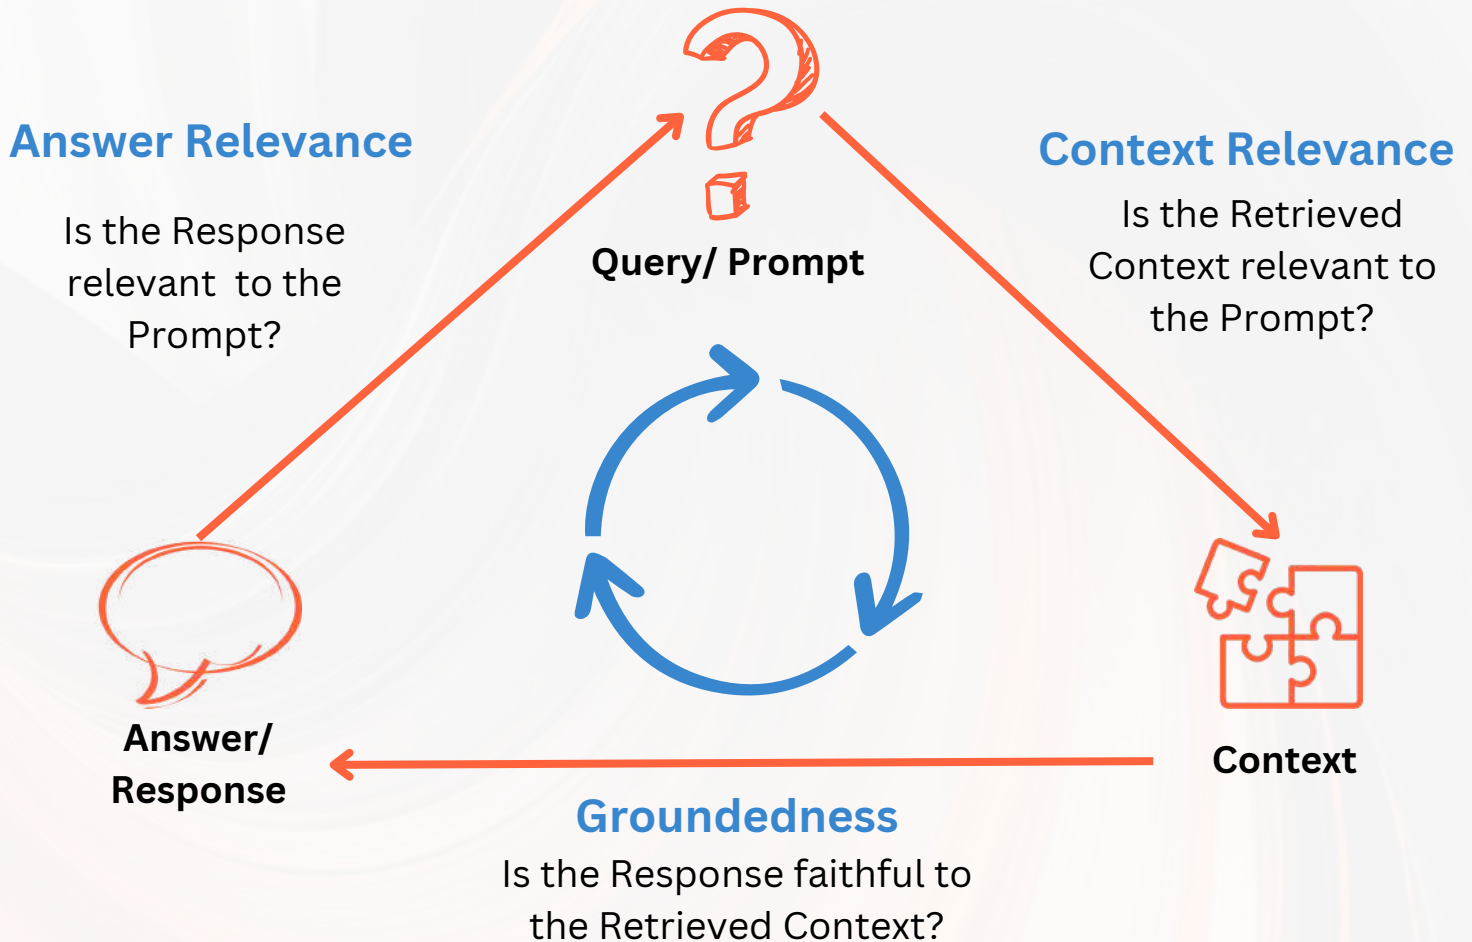 Answer Relevance
Is the Response
relevant to the
Prompt?
Query/ Prompt
Context Relevance
Is the Retrieved
Context relevant to
the Prompt?
Answer/
Response
Context
Groundedness
Is the Response faithful to
the Retrieved Context?